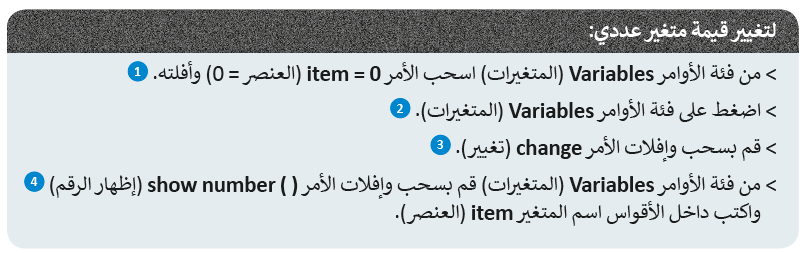 لتغيير قيمة متغير عددي:
> من فئة الأوامر Variables (المتغيرات) اسحب الأمر item = 0 (العنصر = 0) وأفلته. 1
> اضغط على فئة الأوامر Variables (المتغيرات). 2
> قم بسحب وإفلات الأمر change (تغيير). 3
> من فئة الأوامر Variables (المتغيرات) قم بسحب وإفلات الأمر show number ( ) (إظهار الرقم) 4
واكتب داخل الأقواس اسم المتغير item (العنصر).